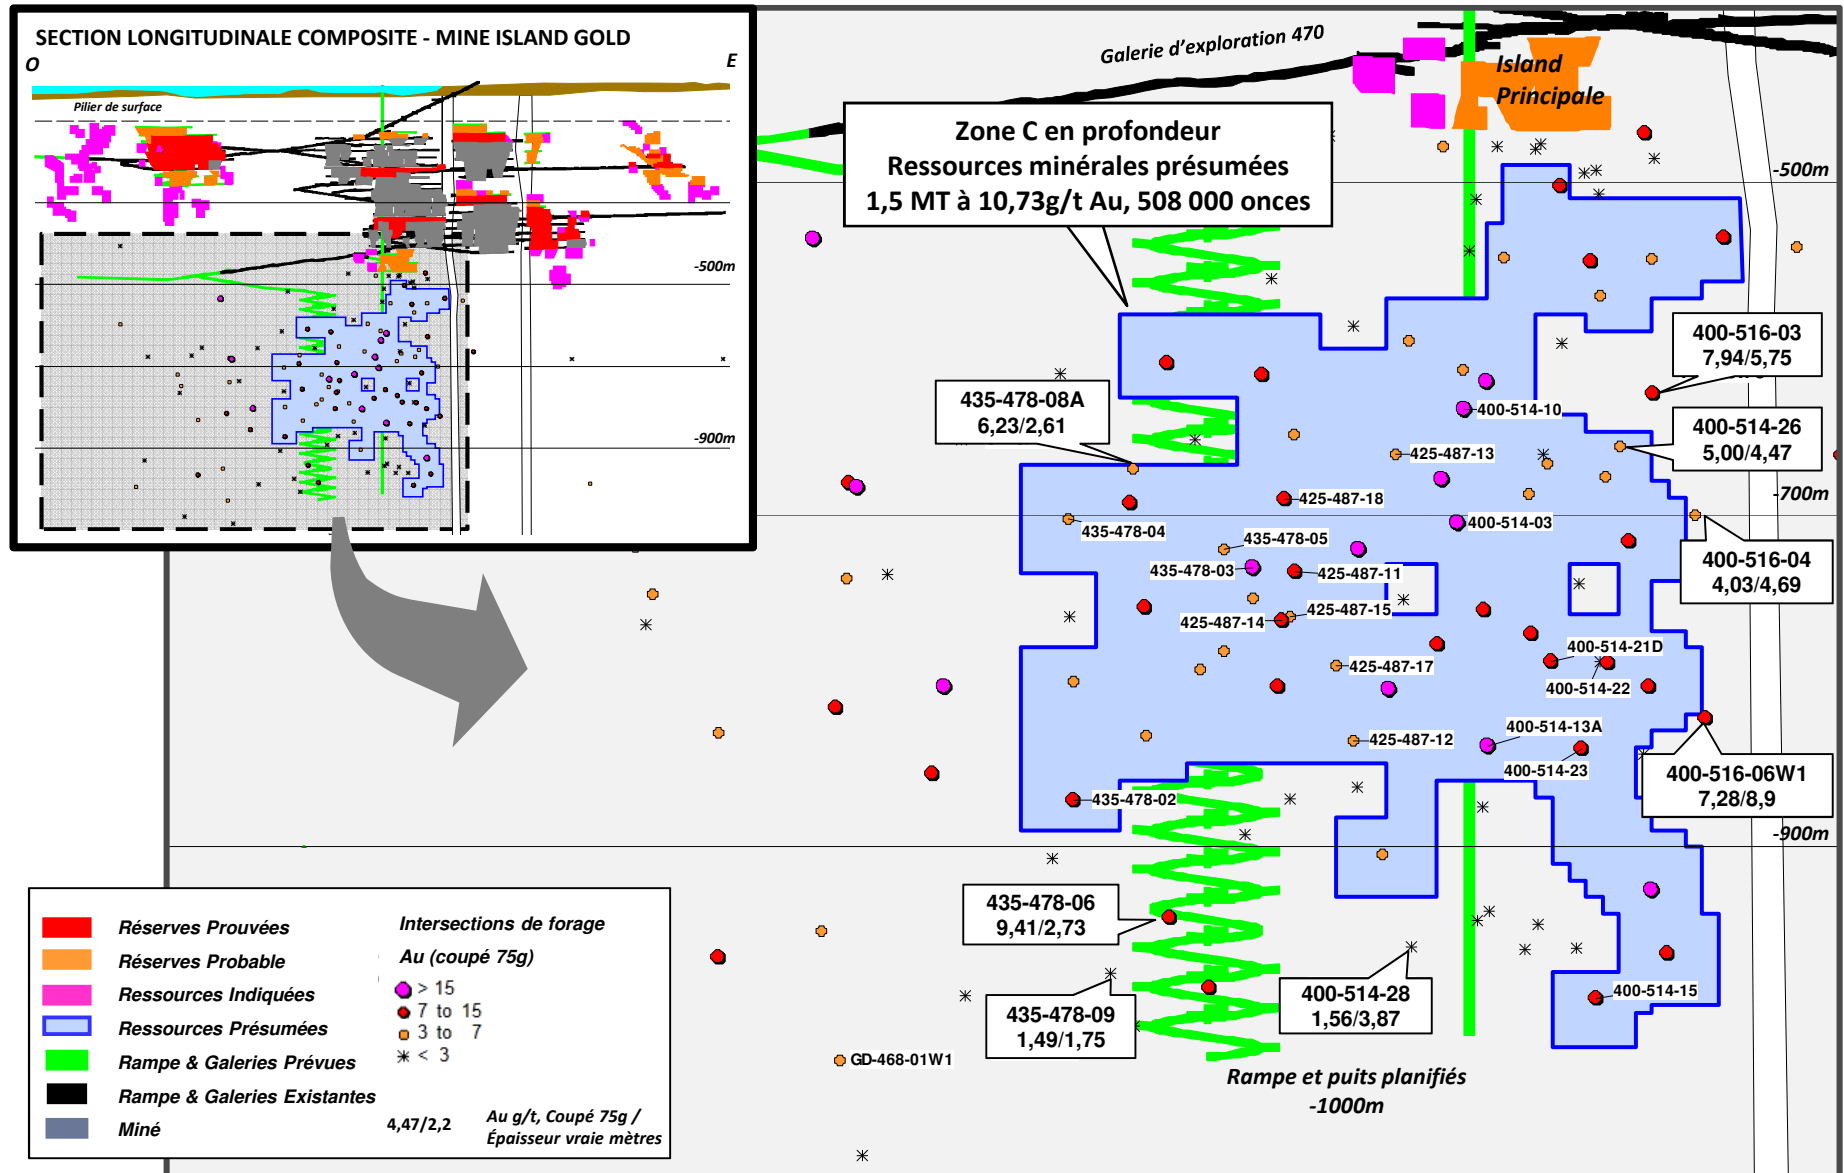 SECTION LONGITUDINALE COMPOSITE - MINE ISLAND GOLD
O
E
Pilier de surface
-500m
-900m
Galerie d'exploration 470
Island
Principale
Zone C en profondeur
Ressources minérales présumées
1,5 MT à 10,73g/t Au, 508 000 onces
-500m
400-516-03
7,94/5,75
435-478-08A
6,23/2,61
400-514-10
400-514-26
5,00/4,47
425-487-13
-700m
425-487-18
400-514-03
435-478-04
435-478-05
400-516-04
4,03/4,69
435-478-03
425-487-11
425-487-15
425-487-14
400-514-21D
425-487-17
400-514-22
400-514-13A
425-487-12
400-514-23
400-516-06W1
7,28/8,9
435-478-02
-900m
435-478-06
9,41/2,73
400-514-28
1,56/3,87
400-514-15
435-478-09
1,49/1,75
GD-468-01W1
Rampe et puits planifiés
-1000m
Réserves Prouvées
Réserves Probable
Ressources Indiquées
Ressources Présumées
Rampe & Galeries Prévues
Rampe & Galeries Existantes
Miné
Intersections de forage
Au (coupé 75g)
> 15
7 to 15
3 to 7
< 3
4,47/2,2
Au g/t, Coupé 75g /
Épaisseur vraie mètres